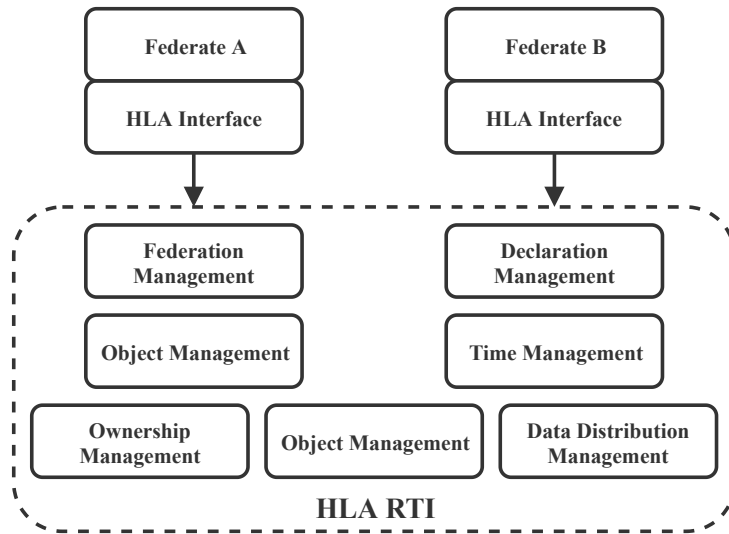 Federate A
Federate B
HLA Interface
HLA Interface
Federation
Management
Declaration
Management
Object Management
Time Management
Ownership
Management
Object Management
Data Distribution
Management
HLA RTI